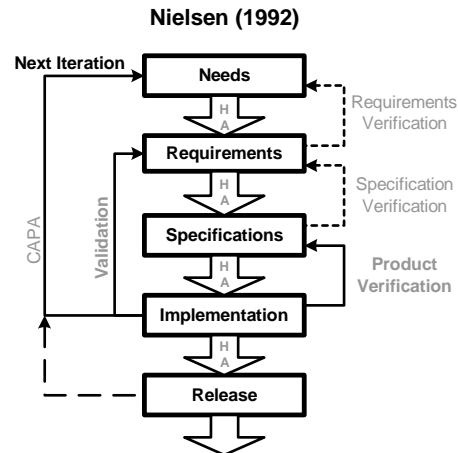 Nielsen (1992)
Next Iteration
Needs
H
A
Requirements
Verification
Requirements
H
A
Specification
Verification
CAPA
Validation
Specifications
H
A
Product
Verification
Implementation
H
A
Release